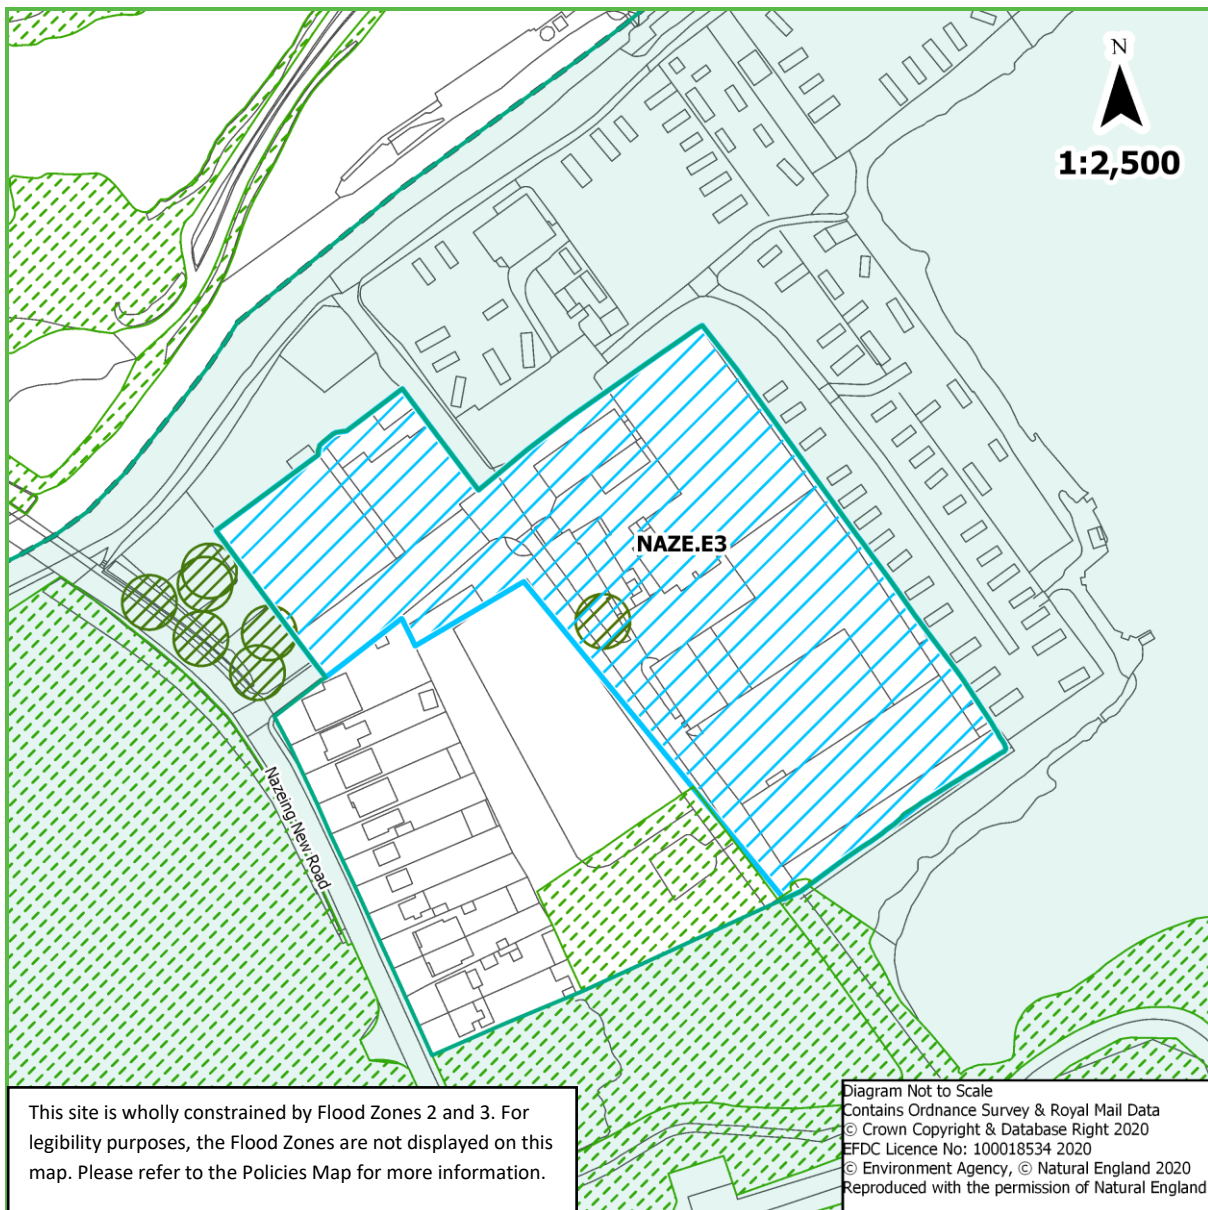 N
1:2,500
NAZE.E3
Nazeing New Road
This site is wholly constrained by Flood Zones 2 and 3. For
legibility purposes, the Flood Zones are not displayed on this
map. Please refer to the Policies Map for more information.
Diagram Not to Scale
Contains Ordnance Survey & Royal Mail Data
© Crown Copyright & Database Right 2020
EFDC Licence No: 100018534 2020
© Environment Agency, © Natural England 2020
Reproduced with the permission of Natural England